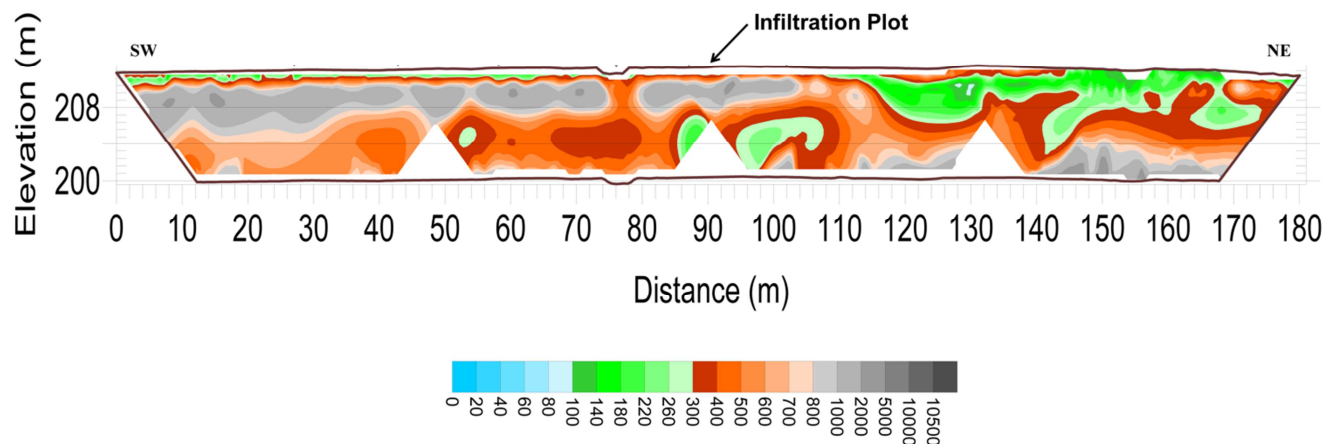 Infiltration Plot
SW
NE
Elevation (m)
208
200
0 10 20 30 40 50 60 70 80 90 100 110 120 130 140 150 160 170 180
Distance (m)
0 20 40 60 80 100 140 180 220 260 300 400 500 600 700 800 1000 2000 5000 10000 10500